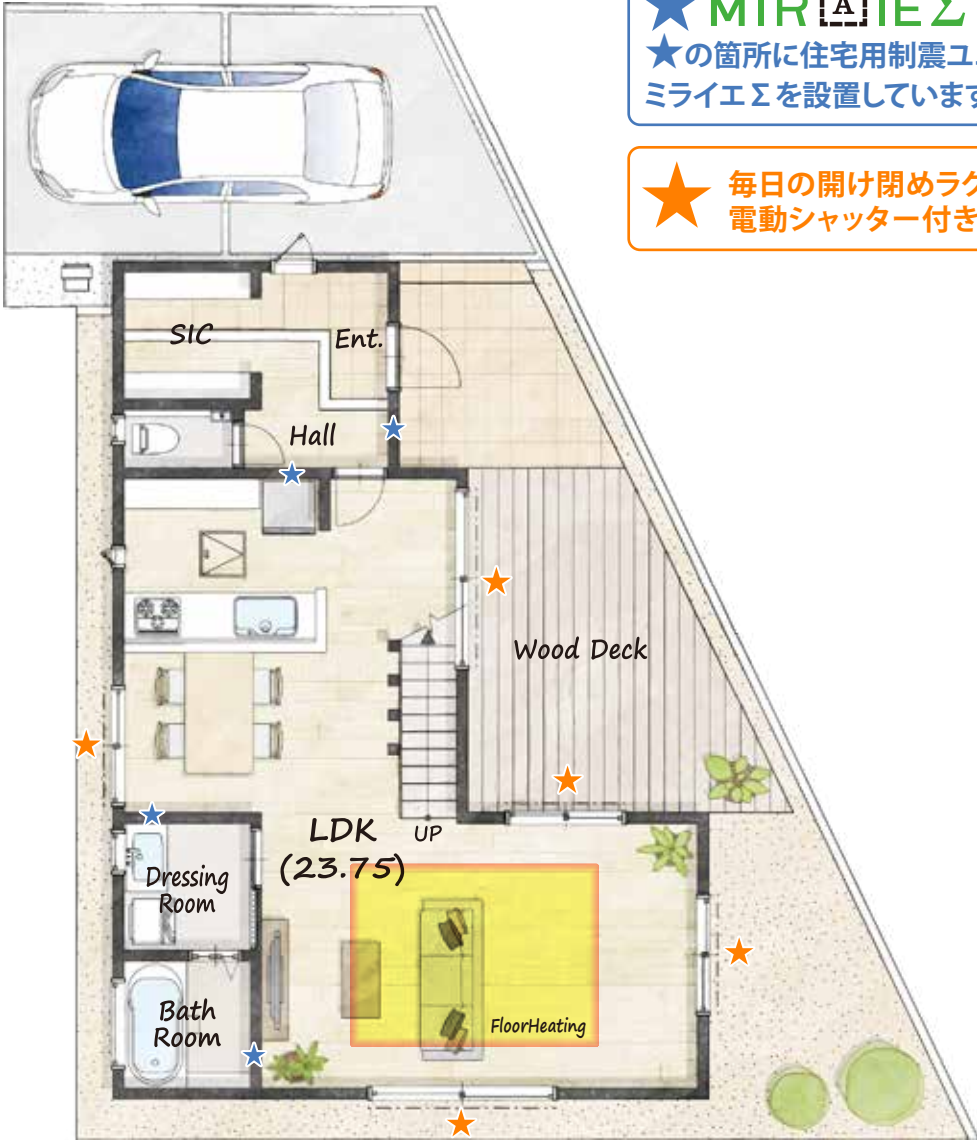 ★ MIRAIEΣ
★の箇所に住宅用制震ユ
ミライエΣを設置しています
★ 毎日の開け閉めラク
電動シャッター付き
SIC
Ent.
Hall
Wood Deck
LDK
(23.75)
UP
Dressing
Room
Bath
Room
FloorHeating